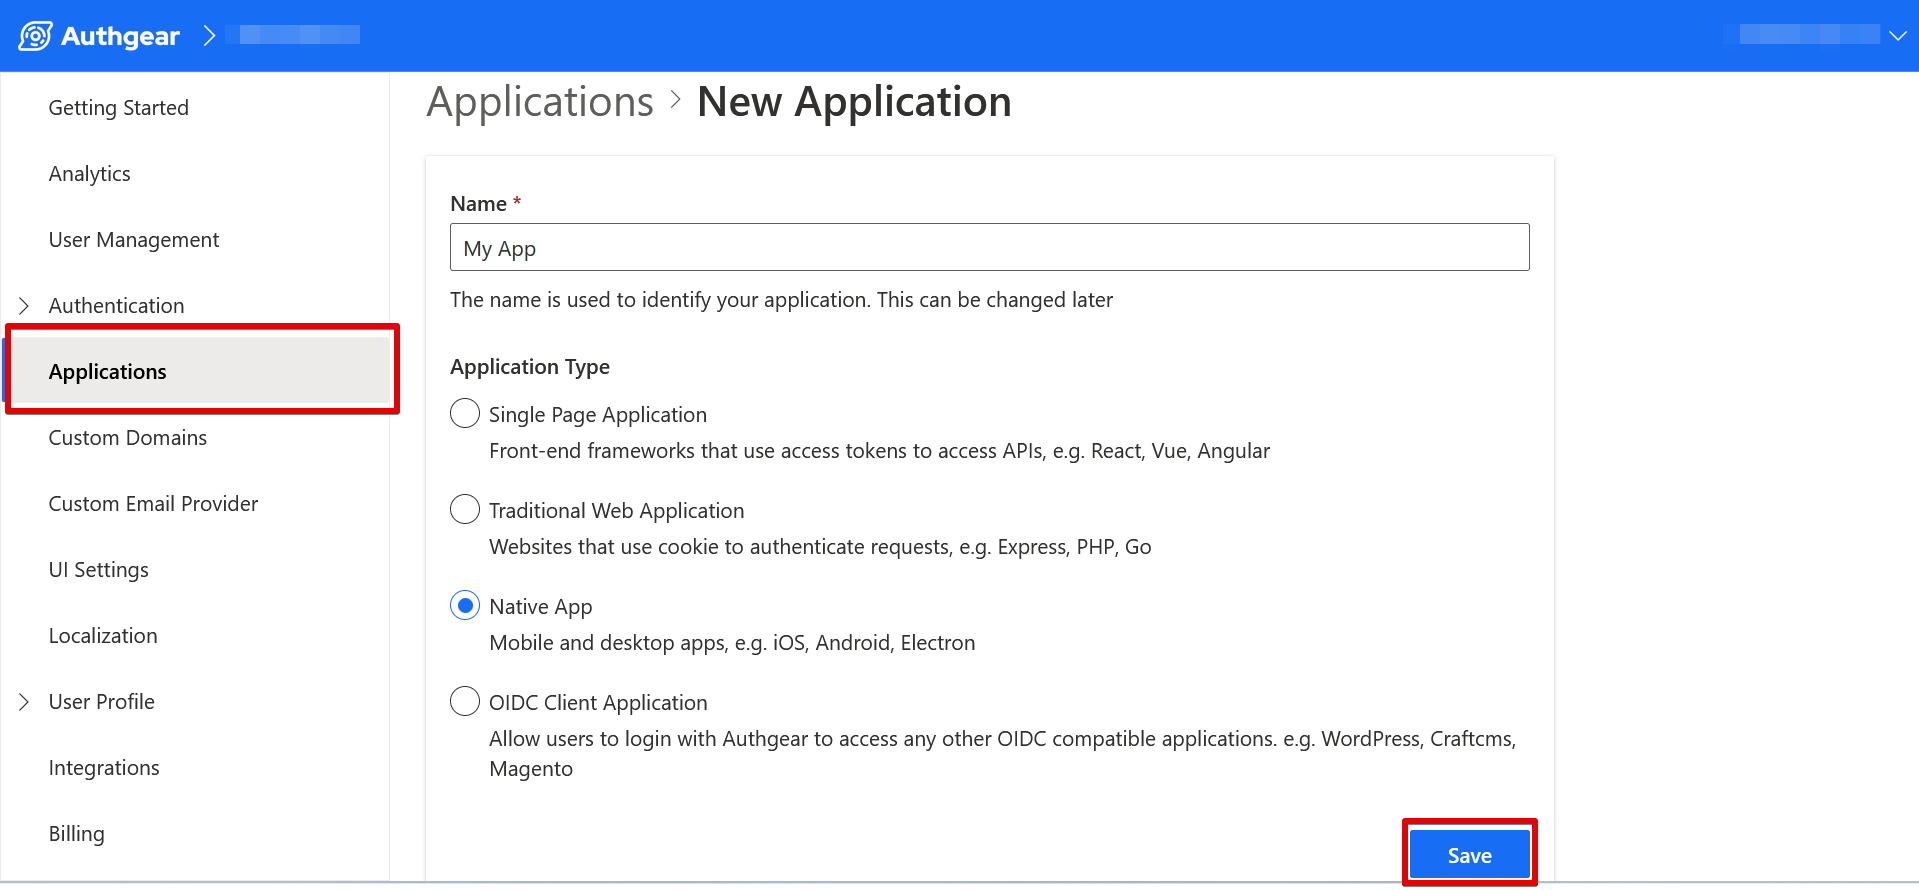 Authgear
Getting Started
Analytics
User Management
Authentication
Applications
Custom Domains
Custom Email Provider
UI Settings
Localization
User Profile
Integrations
Billing
Applications > New Application
Name *
My App
The name is used to identify your application. This can be changed later
Application Type
Single Page Application
Front-end frameworks that use access tokens to access APIs, e.g. React, Vue, Angular
Traditional Web Application
Websites that use cookie to authenticate requests, e.g. Express, PHP, Go
Native App
Mobile and desktop apps, e.g. iOS, Android, Electron
OIDC Client Application
Allow users to login with Authgear to access any other OIDC compatible applications. e.g. WordPress, Craftcms,
Magento
Save